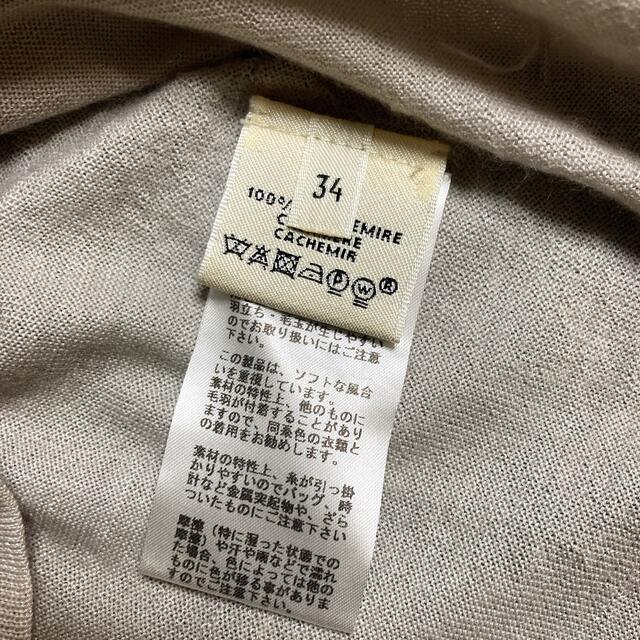 34
100%
EMIRE
CACHEMIR
P W R
羽立ち・毛玉が生じやすい
のでお取り扱いにはご注意
下さい。
この製品は、ソフトな風合
いを重視しています。
素材の特性上、他のものに
毛羽が付着することがあり
ますので、同系色の衣類と
の着用をお勧めします。
素材の特性上、糸が引っ掛
かりやすいのでバッグ、時
計など金属突起物や、ざら
ついたものにご注意下さい
摩擦（特に湿った状態での
摩擦）や汗や雨などで濡れ
た場合、色によっては他の
ものに色が移る事がありま
すのでご注意下さい。